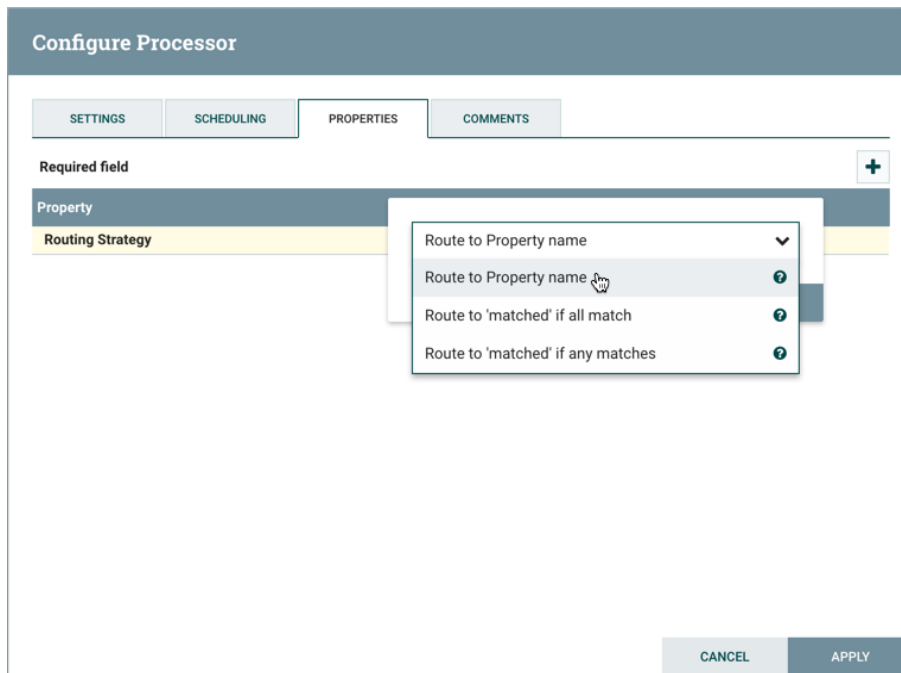 Configure Processor
SETTINGS SCHEDULING PROPERTIES COMMENTS
Required field
Property
Routing Strategy
Route to Property name
Route to Property name
Route to 'matched' if all match
Route to 'matched' if any matches
CANCEL APPLY